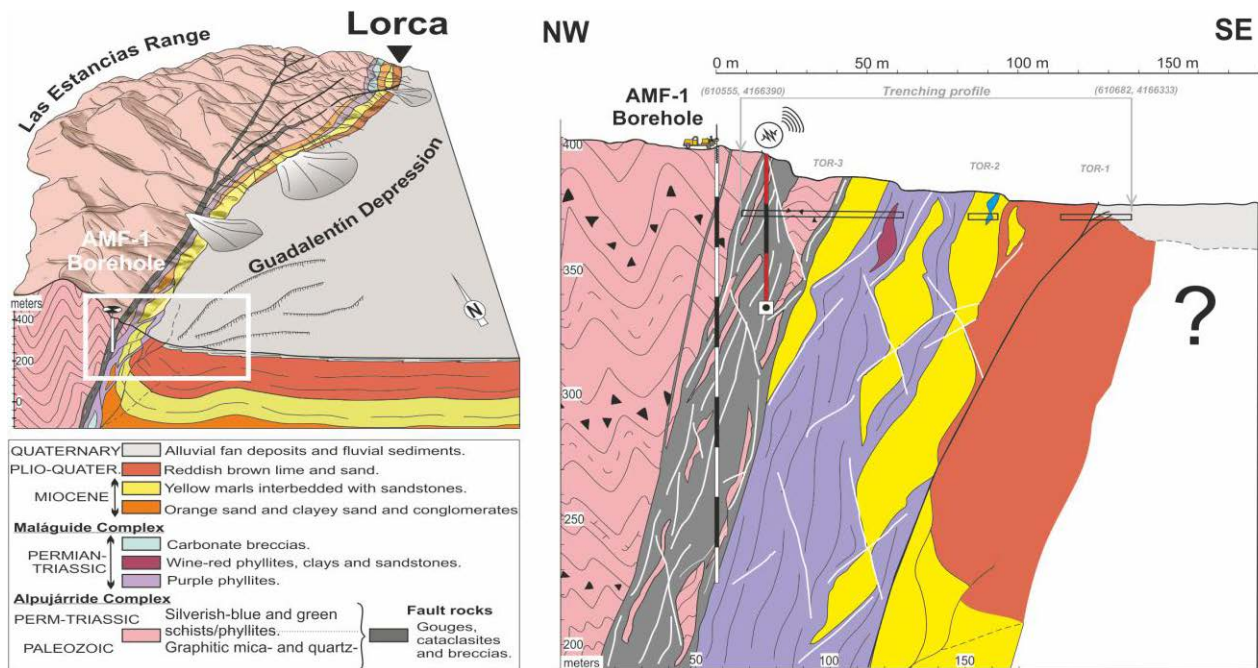 Lorca
Las Estancias Range
AMF-1
Borehole
Guadalentín Depression
N
meters
400
200
0
QUATERNARY Alluvial fan deposits and fluvial sediments.
PLIO-QUATER. Reddish brown lime and sand.
MIOCENE
Yellow marls interbedded with sandstones.
Orange sand and clayey sand and conglomerates
Maláguide Complex
PERMIAN-
TRIASSIC
Carbonate breccias.
Wine-red phyllites, clays and sandstones.
Purple phyllites.
Alpujárride Complex
PERM-TRIASSIC
Silverish-blue and green
schists/phyllites.
PALEOZOIC
Graphitic mica- and quartz-
Fault rocks
Gouges,
cataclasites
and breccias.
NW
SE
0 m
50 m
100 m
150 m
(610555, 4166390)
Trenching profile
(610682, 4166333)
AMF-1
Borehole
TOR-3
TOR-2
TOR-1
400
350
300
250
200
meters
50
100
150
?